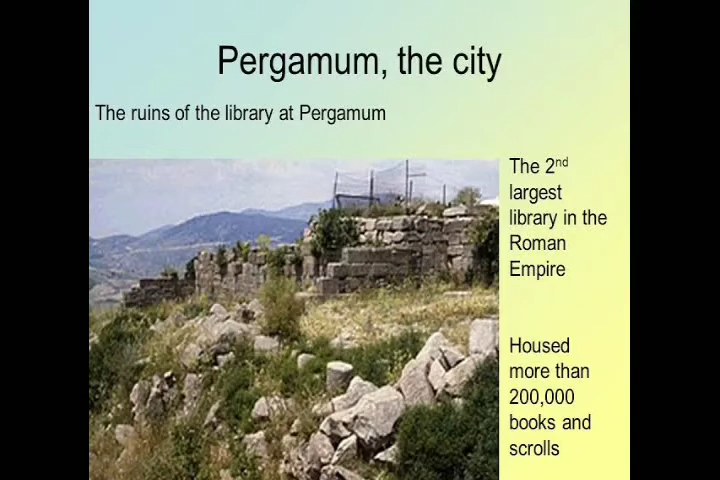 Pergamum, the city
The ruins of the library at Pergamum
The 2nd
largest
library in the
Roman
Empire
Housed
more than
200,000
books and
scrolls